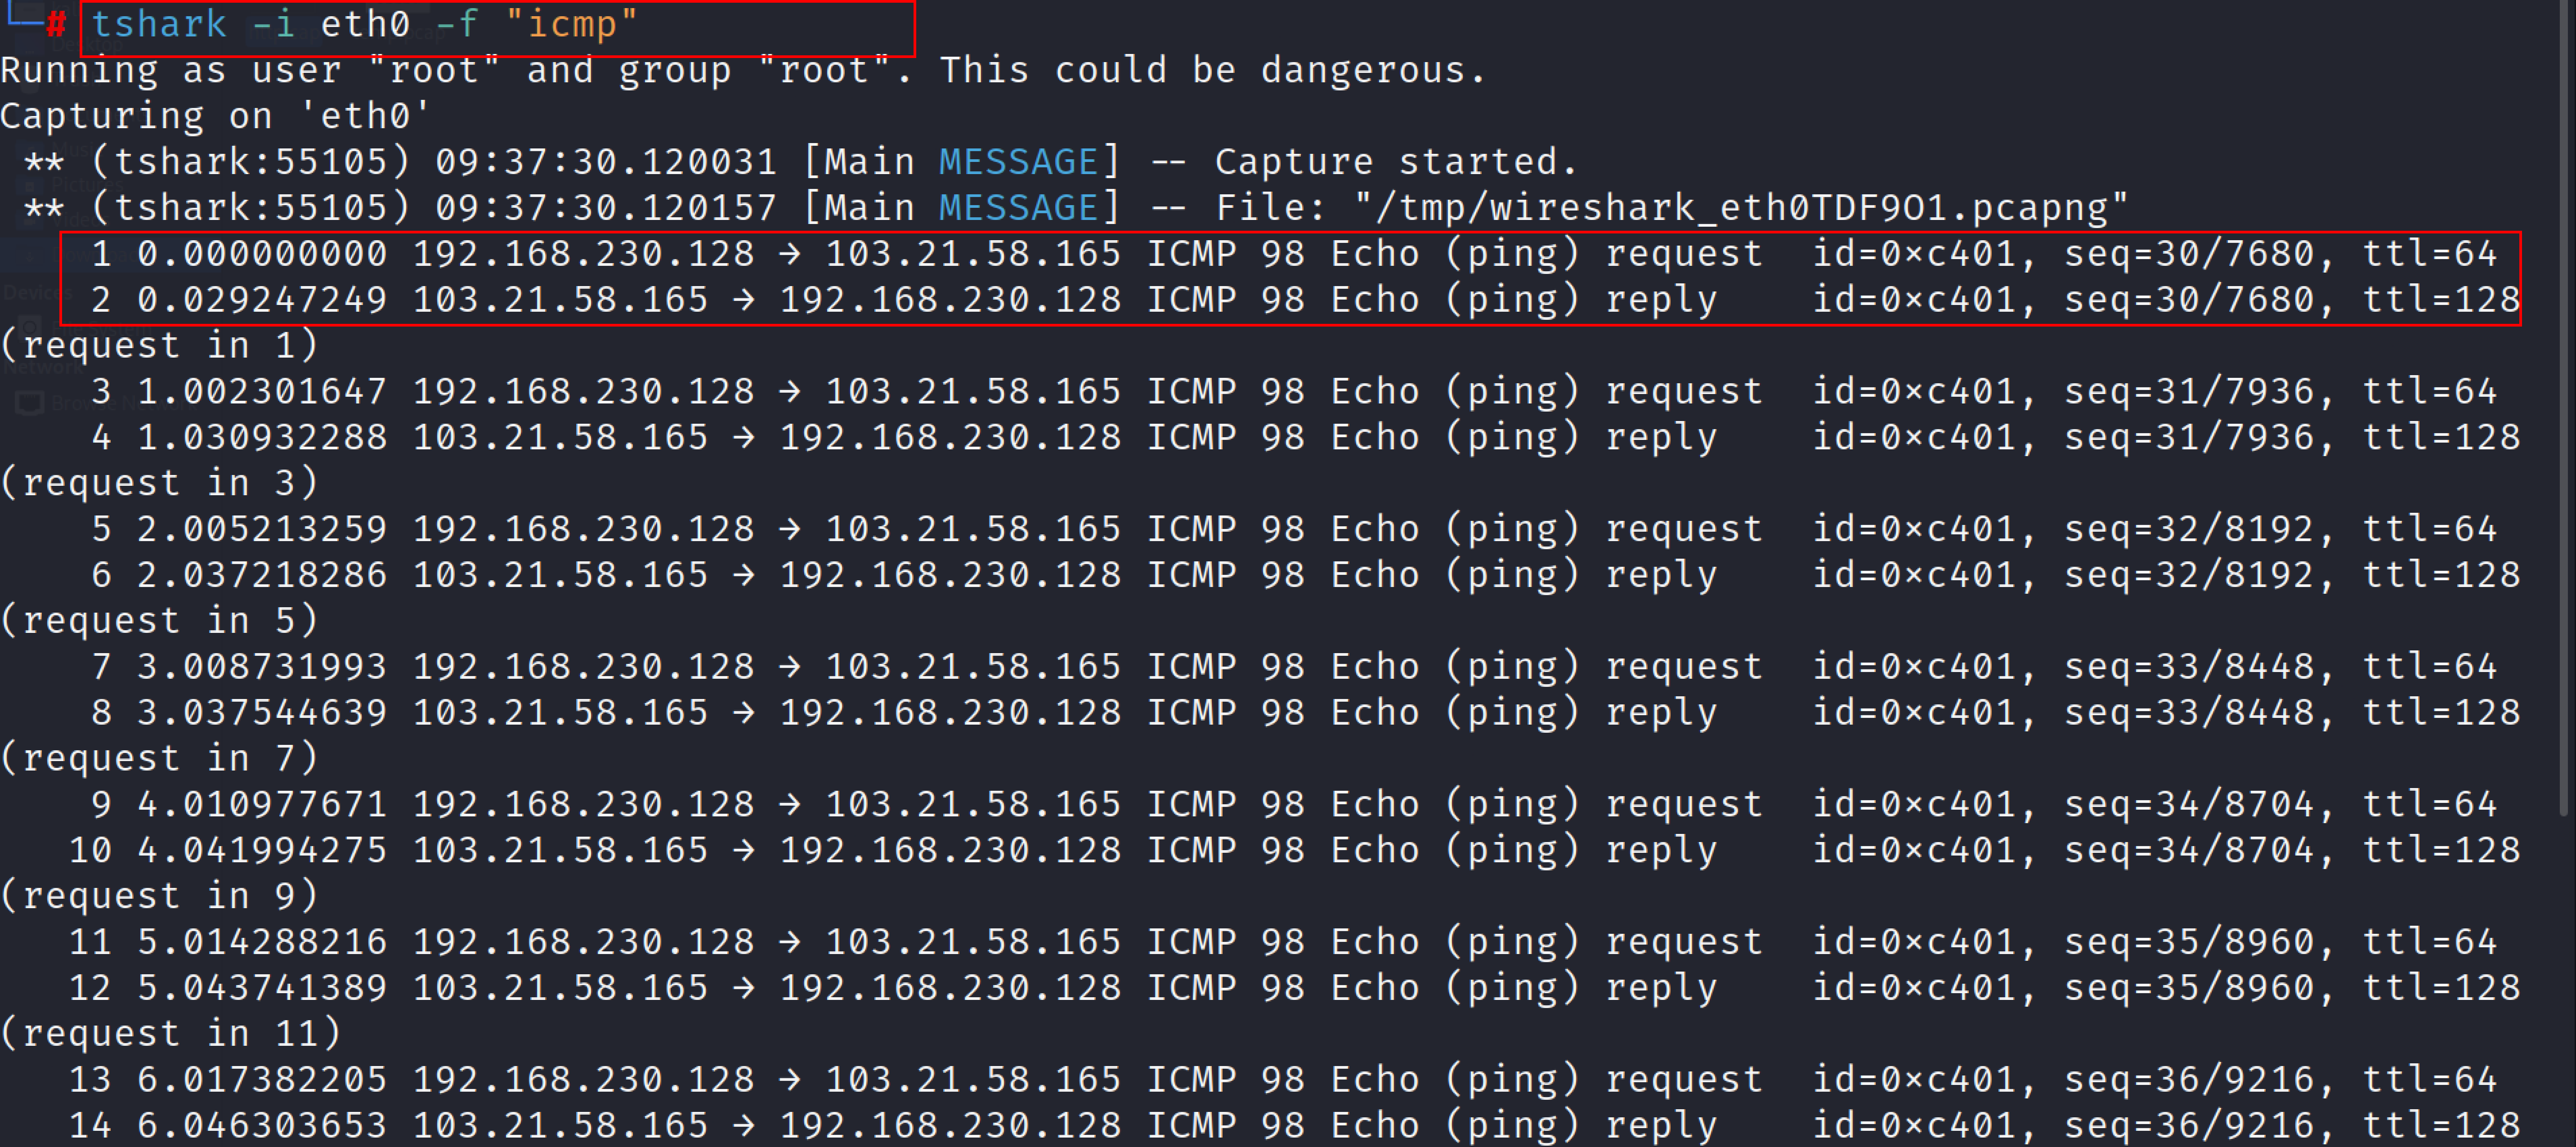 └─# tshark -i eth0 -f "icmp"
Running as user "root" and group "root". This could be dangerous.
Capturing on 'eth0'
 ** (tshark:55105) 09:37:30.120031 [Main MESSAGE] -- Capture started.
 ** (tshark:55105) 09:37:30.120157 [Main MESSAGE] -- File: "/tmp/wireshark_eth0TDF9O1.pcapng"
    1 0.000000000 192.168.230.128 → 103.21.58.165 ICMP 98 Echo (ping) request  id=0×c401, seq=30/7680, ttl=64
    2 0.029247249 103.21.58.165 → 192.168.230.128 ICMP 98 Echo (ping) reply    id=0×c401, seq=30/7680, ttl=128
(request in 1)
    3 1.002301647 192.168.230.128 → 103.21.58.165 ICMP 98 Echo (ping) request  id=0×c401, seq=31/7936, ttl=64
    4 1.030932288 103.21.58.165 → 192.168.230.128 ICMP 98 Echo (ping) reply    id=0×c401, seq=31/7936, ttl=128
(request in 3)
    5 2.005213259 192.168.230.128 → 103.21.58.165 ICMP 98 Echo (ping) request  id=0×c401, seq=32/8192, ttl=64
    6 2.037218286 103.21.58.165 → 192.168.230.128 ICMP 98 Echo (ping) reply    id=0×c401, seq=32/8192, ttl=128
(request in 5)
    7 3.008731993 192.168.230.128 → 103.21.58.165 ICMP 98 Echo (ping) request  id=0×c401, seq=33/8448, ttl=64
    8 3.037544639 103.21.58.165 → 192.168.230.128 ICMP 98 Echo (ping) reply    id=0×c401, seq=33/8448, ttl=128
(request in 7)
    9 4.010977671 192.168.230.128 → 103.21.58.165 ICMP 98 Echo (ping) request  id=0×c401, seq=34/8704, ttl=64
   10 4.041994275 103.21.58.165 → 192.168.230.128 ICMP 98 Echo (ping) reply    id=0×c401, seq=34/8704, ttl=128
(request in 9)
   11 5.014288216 192.168.230.128 → 103.21.58.165 ICMP 98 Echo (ping) request  id=0×c401, seq=35/8960, ttl=64
   12 5.043741389 103.21.58.165 → 192.168.230.128 ICMP 98 Echo (ping) reply    id=0×c401, seq=35/8960, ttl=128
(request in 11)
   13 6.017382205 192.168.230.128 → 103.21.58.165 ICMP 98 Echo (ping) request  id=0×c401, seq=36/9216, ttl=64
   14 6.046303653 103.21.58.165 → 192.168.230.128 ICMP 98 Echo (ping) reply    id=0×c401, seq=36/9216, ttl=128